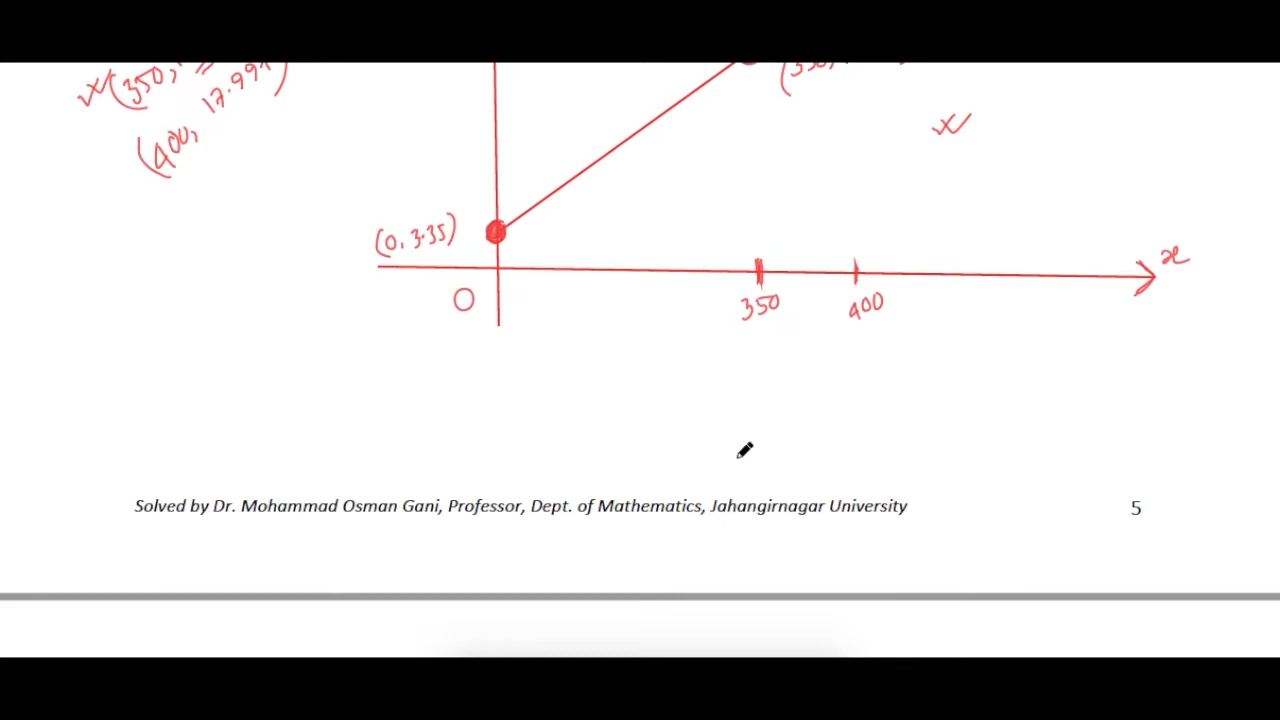 (350,
(400, 17.99
(0, 3.35)
x
O
350
400
Solved by Dr. Mohammad Osman Gani, Professor, Dept. of Mathematics, Jahangirnagar University
5